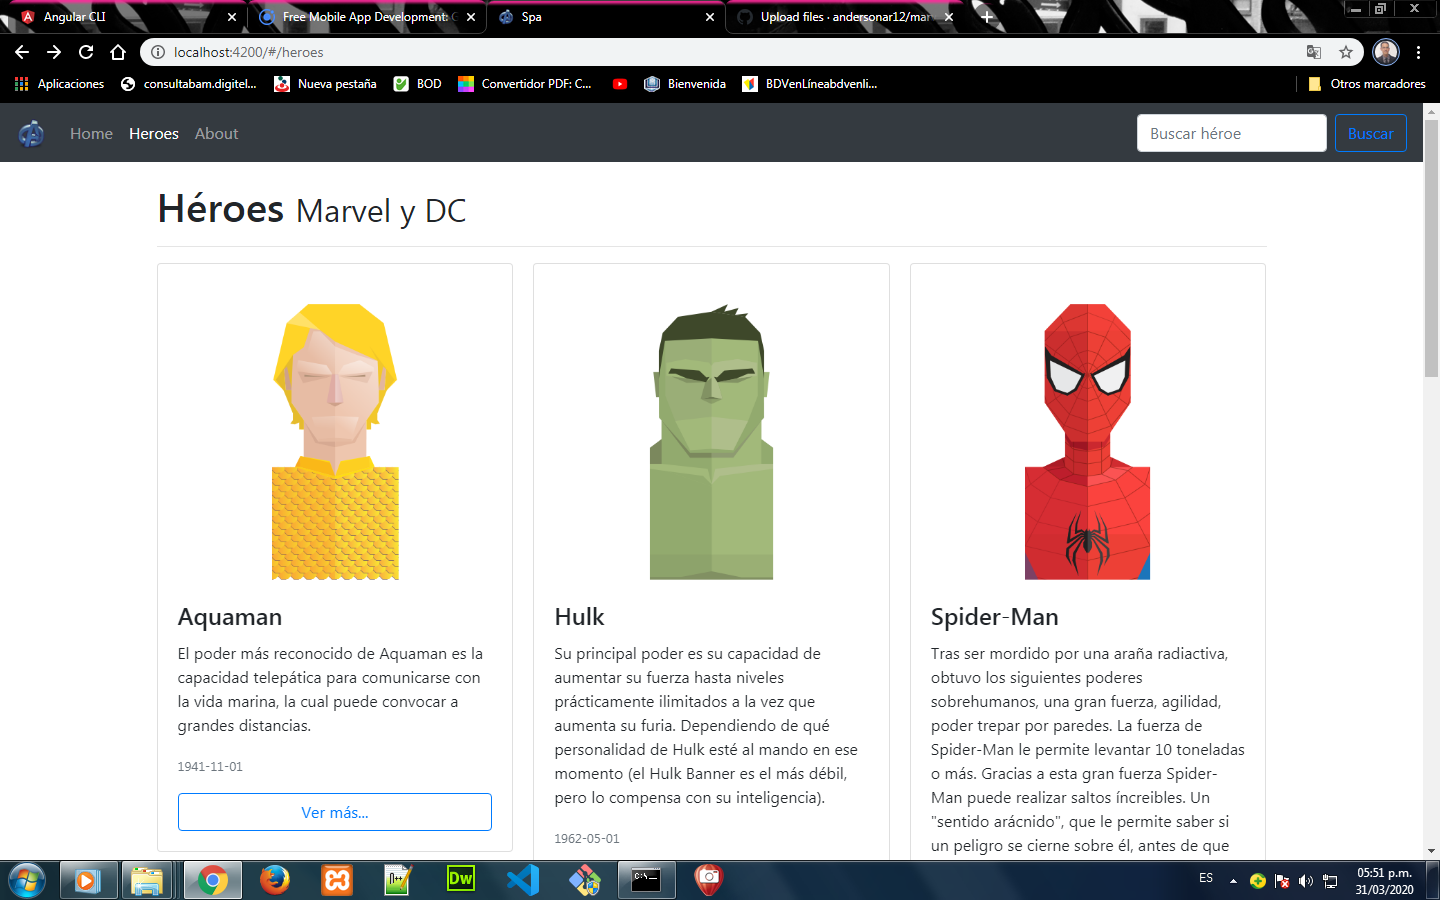 Angular CLI
Free Mobile App Development: G
Spa
Upload files · andersonar12/mar
localhost:4200/#/heroes
Aplicaciones
consultabam.digitel...
Nueva pestaña
BOD
Convertidor PDF: C...
Bienvenida
BDVenLíneabdvenli...
Otros marcadores
Home
Heroes
About
Buscar héroe
Buscar
Héroes Marvel y DC
Aquaman
El poder más reconocido de Aquaman es la
capacidad telepática para comunicarse con
la vida marina, la cual puede convocar a
grandes distancias.
1941-11-01
Ver más...
Hulk
Su principal poder es su capacidad de
aumentar su fuerza hasta niveles
prácticamente ilimitados a la vez que
aumenta su furia. Dependiendo de qué
personalidad de Hulk esté al mando en ese
momento (el Hulk Banner es el más débil,
pero lo compensa con su inteligencia).
1962-05-01
Spider-Man
Tras ser mordido por una araña radiactiva,
obtuvo los siguientes poderes
sobrehumanos, una gran fuerza, agilidad,
poder trepar por paredes. La fuerza de
Spider-Man le permite levantar 10 toneladas
o más. Gracias a esta gran fuerza Spider-
Man puede realizar saltos íncreibles. Un
"sentido arácnido", que le permite saber si
un peligro se cierne sobre él, antes de que
Dw
C:\.
ES
05:51 p.m.
31/03/2020